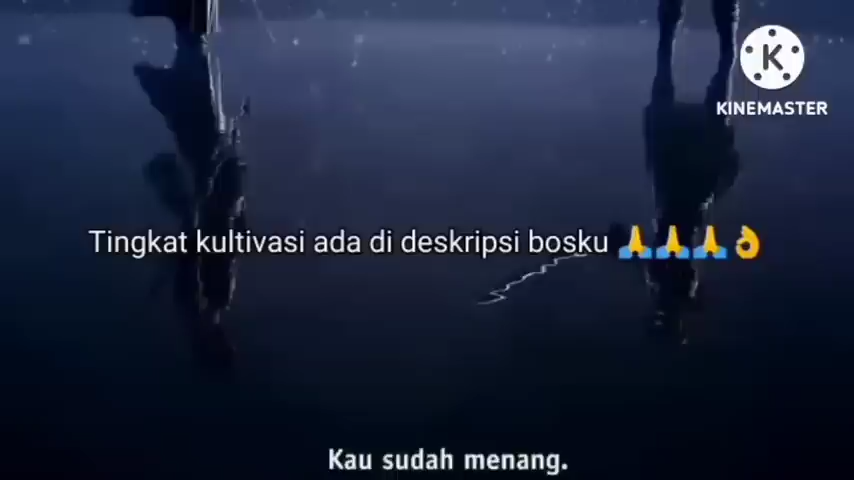 KINEMASTER
Tingkat kultivasi ada di deskripsi bosku 🙏🙏🙏👌
Kau sudah menang.